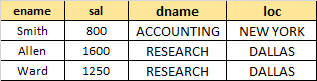 ename sal dname loc
Smith 800 ACCOUNTING NEW YORK
Allen 1600 RESEARCH DALLAS
Ward 1250 RESEARCH DALLAS